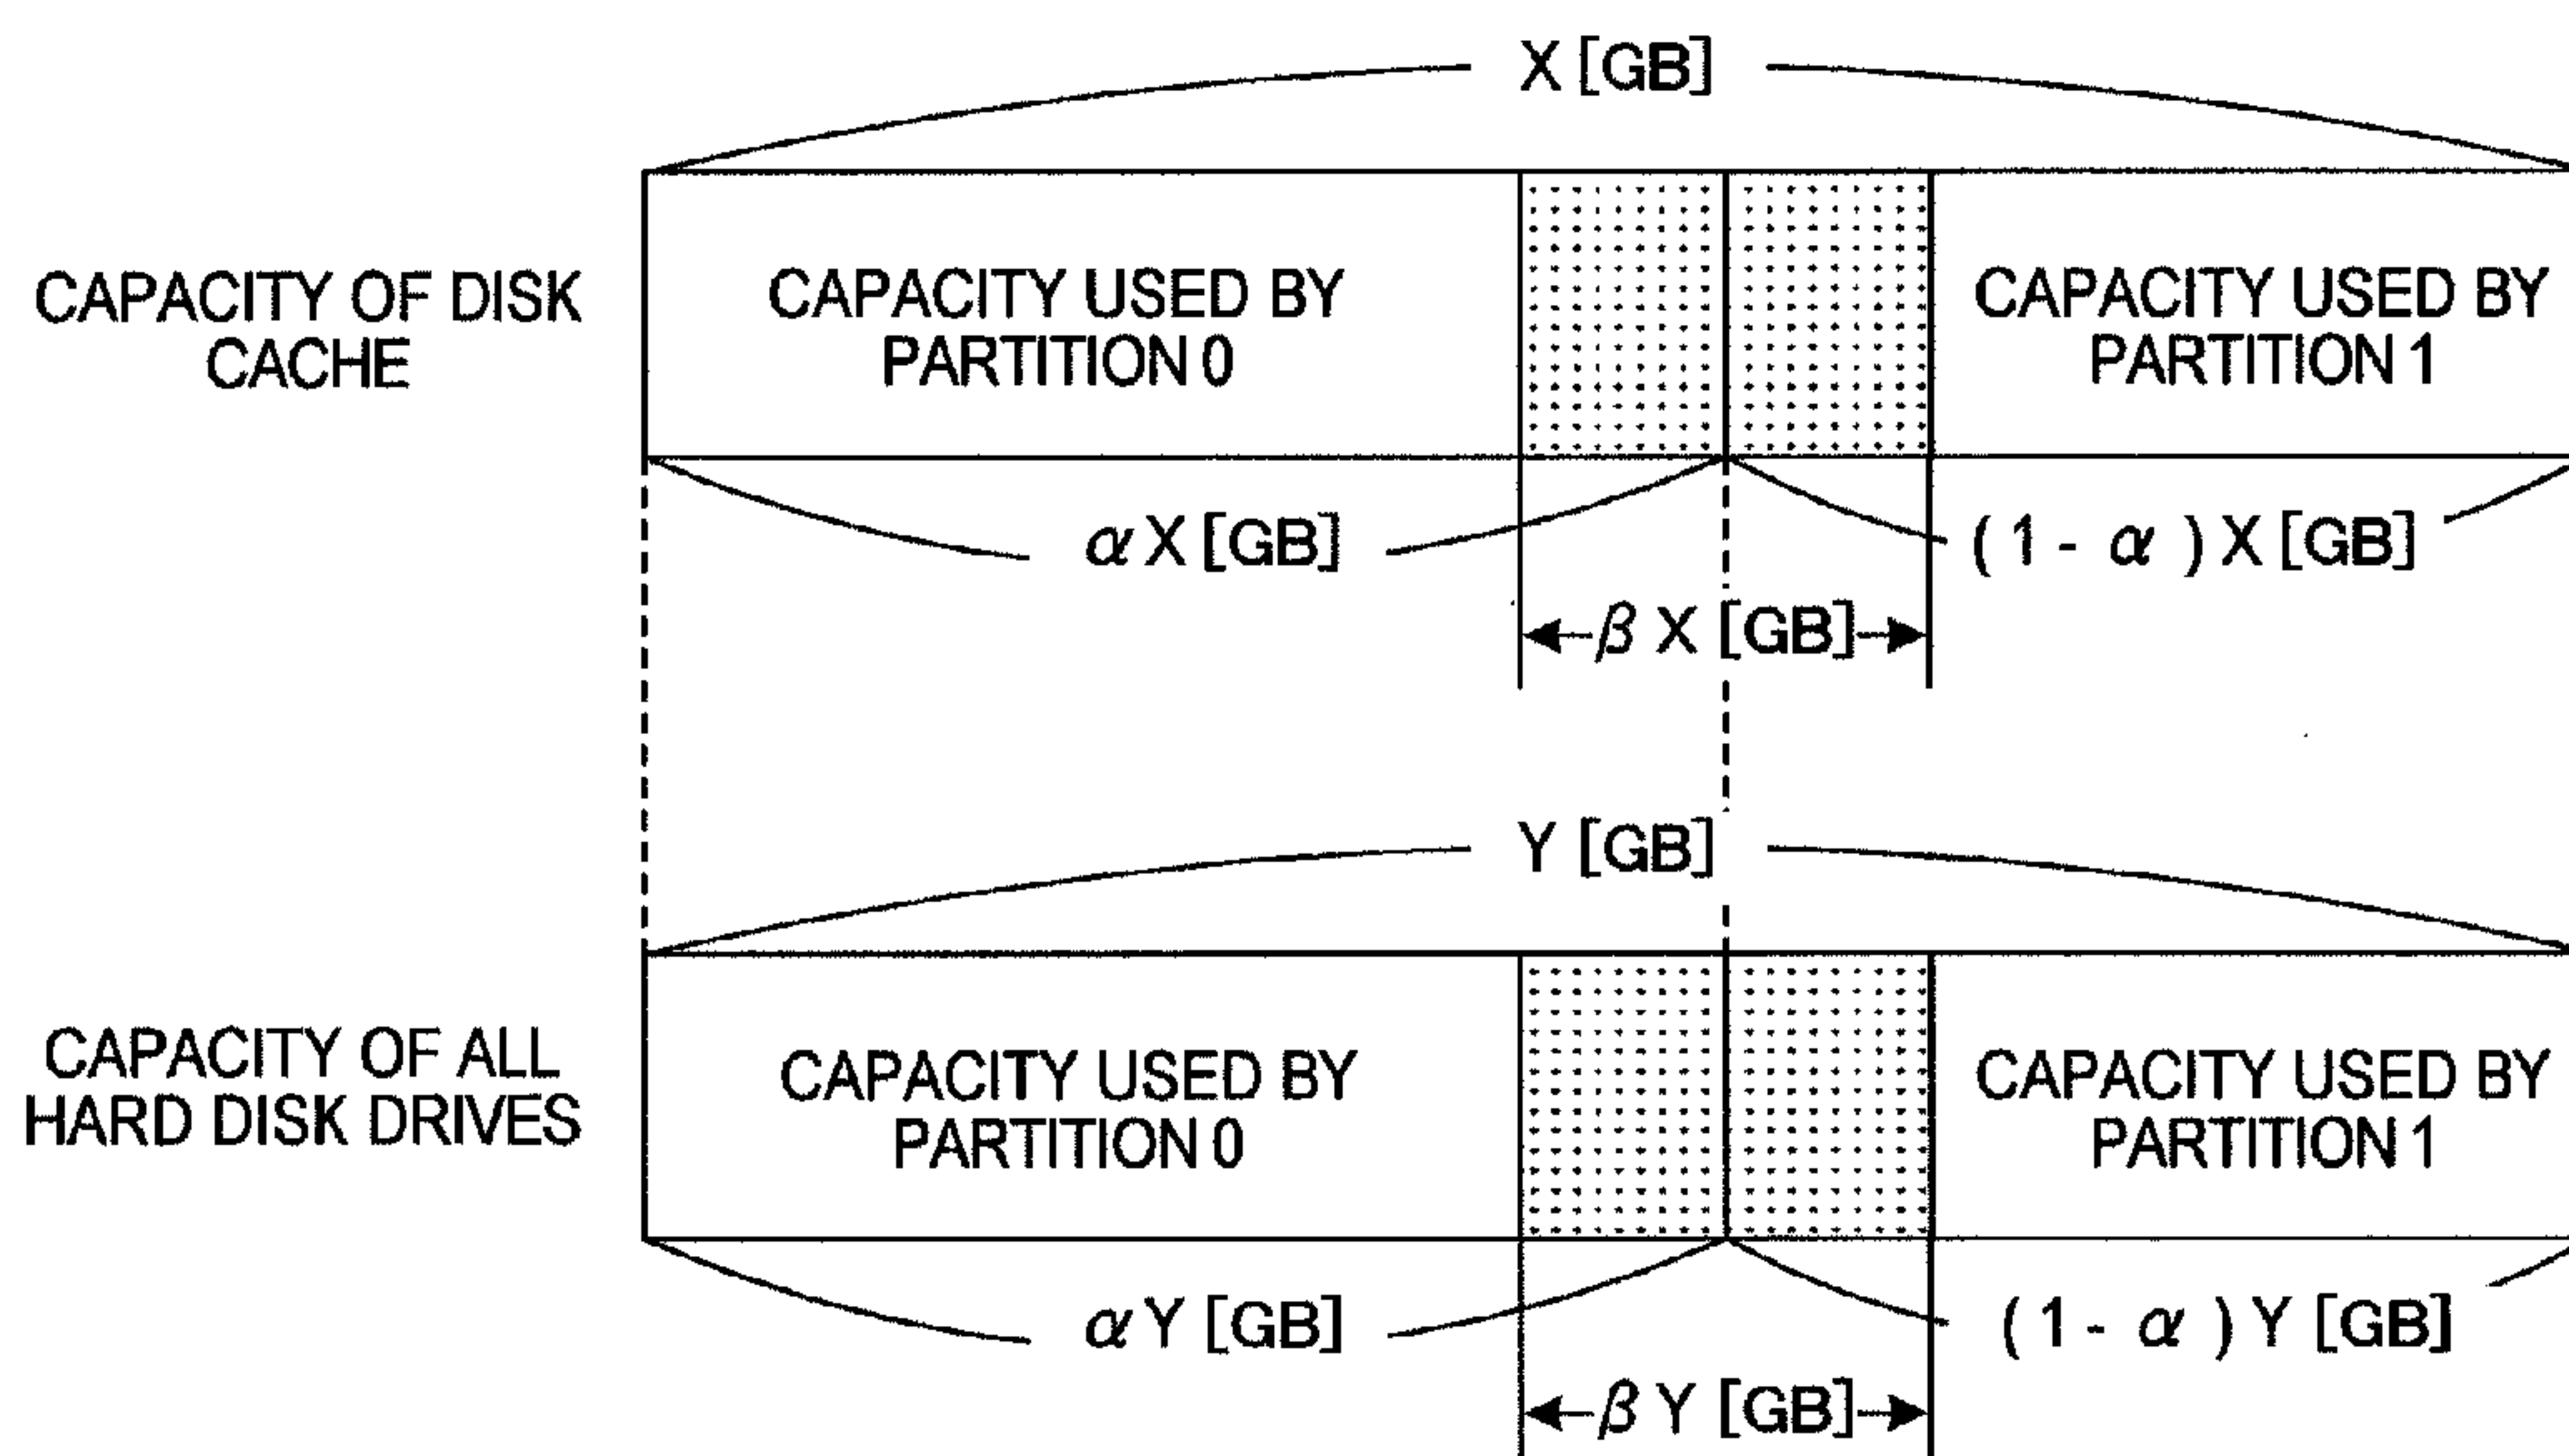 X [GB]
CAPACITY OF DISK
CACHE
CAPACITY USED BY
PARTITION 0
CAPACITY USED BY
PARTITION 1
α X [GB]
( 1 - α ) X [GB]
β X [GB]
Y [GB]
CAPACITY OF ALL
HARD DISK DRIVES
CAPACITY USED BY
PARTITION 0
CAPACITY USED BY
PARTITION 1
α Y [GB]
( 1 - α ) Y [GB]
β Y [GB]